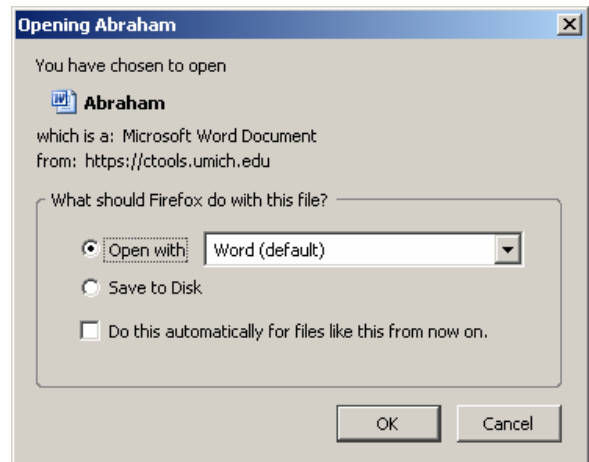 Opening Abraham
You have chosen to open
Abraham
which is a: Microsoft Word Document
from: https://ctools.umich.edu
What should Firefox do with this file?
Open with Word (default)
Save to Disk
Do this automatically for files like this from now on.
OK Cancel